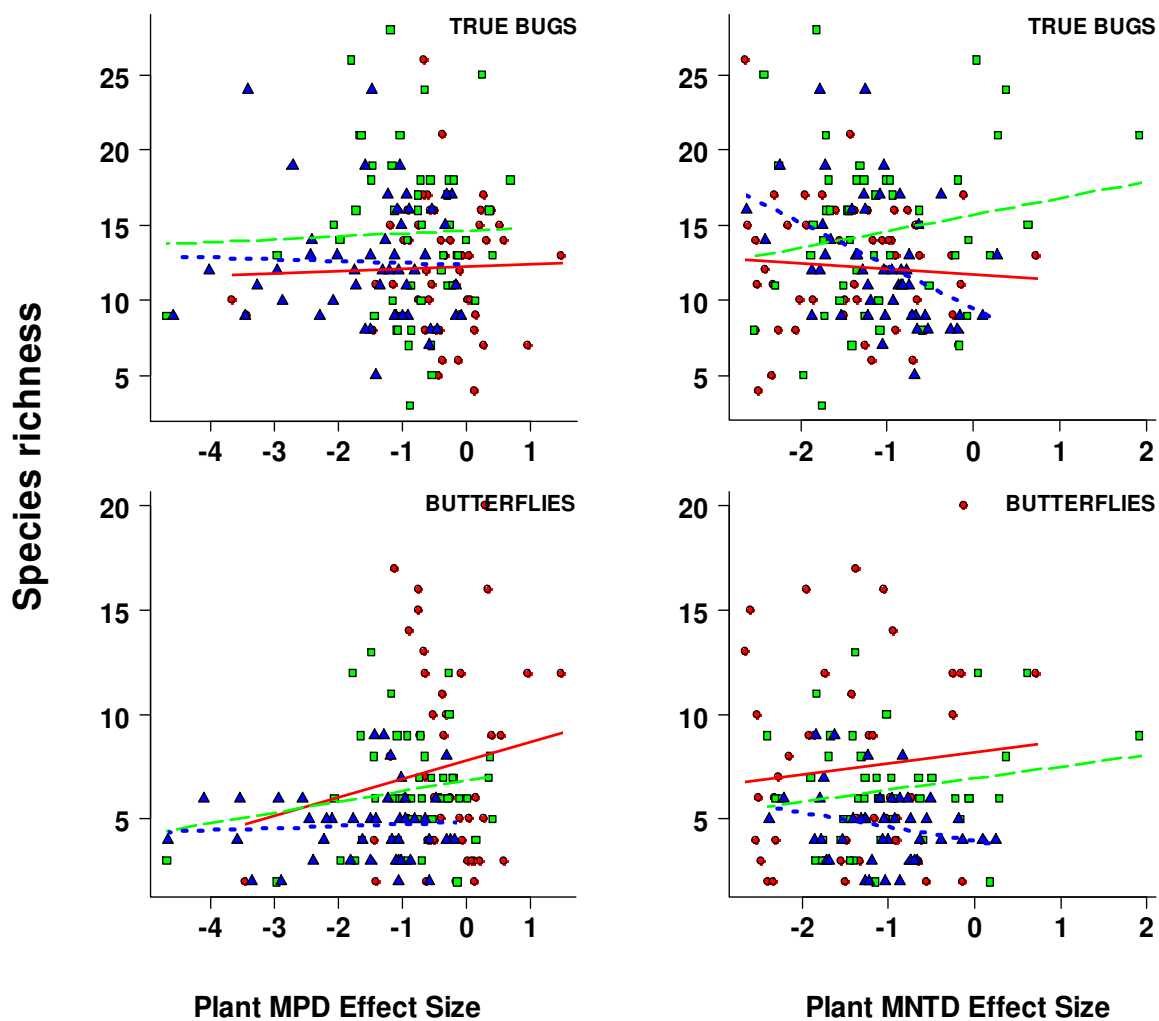 TRUE BUGS
TRUE BUGS
25
20
15
10
5
25
20
15
10
5
-4 -3 -2 -1 0 1
-2 -1 0 1 2
Species richness
BUTTERFLIES
BUTTERFLIES
20
15
10
5
20
15
10
5
-4 -3 -2 -1 0 1
-2 -1 0 1 2
Plant MPD Effect Size
Plant MNTD Effect Size